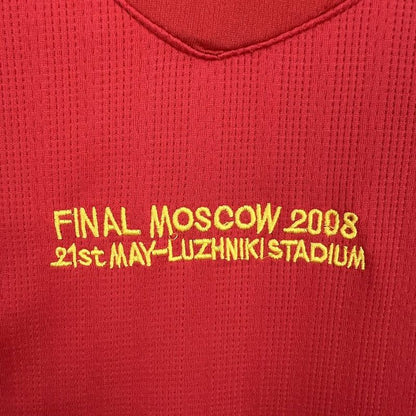 FINAL MOSCOW 2008
21st MAY-LUZHNIKI STADIUM